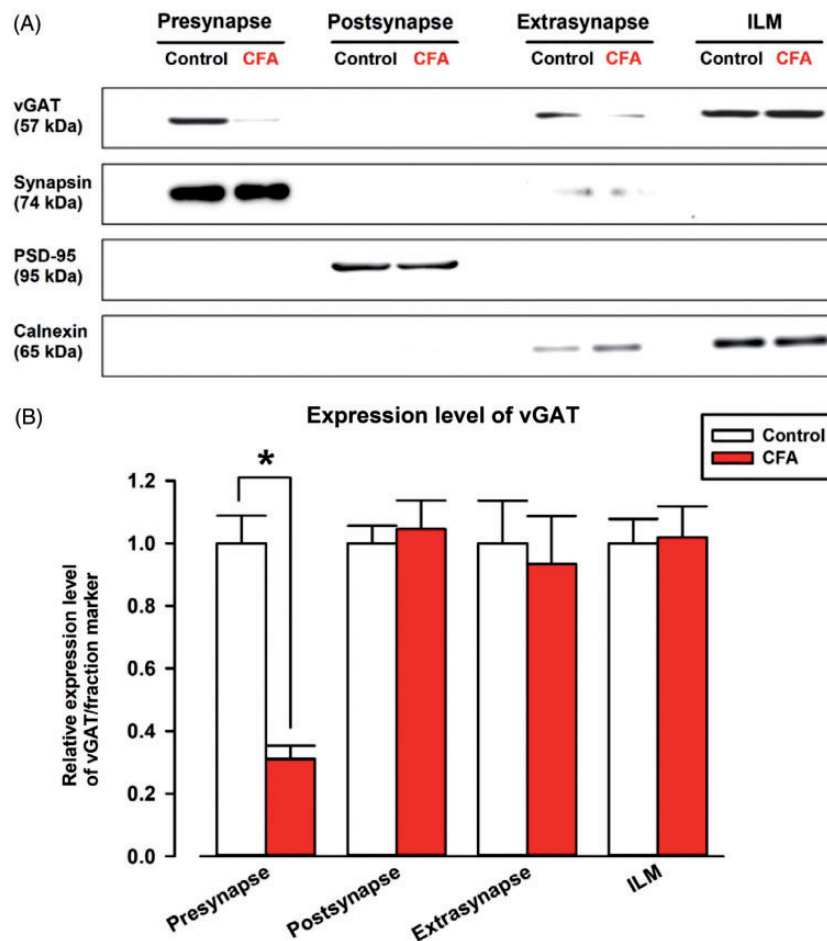 (A)
Presynapse Postsynapse Extrasynapse ILM
Control CFA Control CFA Control CFA Control CFA
vGAT
(57 kDa)
Synapsin
(74 kDa)
PSD-95
(95 kDa)
Calnexin
(65 kDa)
(B)
Expression level of vGAT
Control
CFA
*
Relative expression level
of vGAT/fraction marker
1.2
1.0
0.8
0.6
0.4
0.2
0.0
Presynapse
Postsynapse
Extrasynapse
ILM